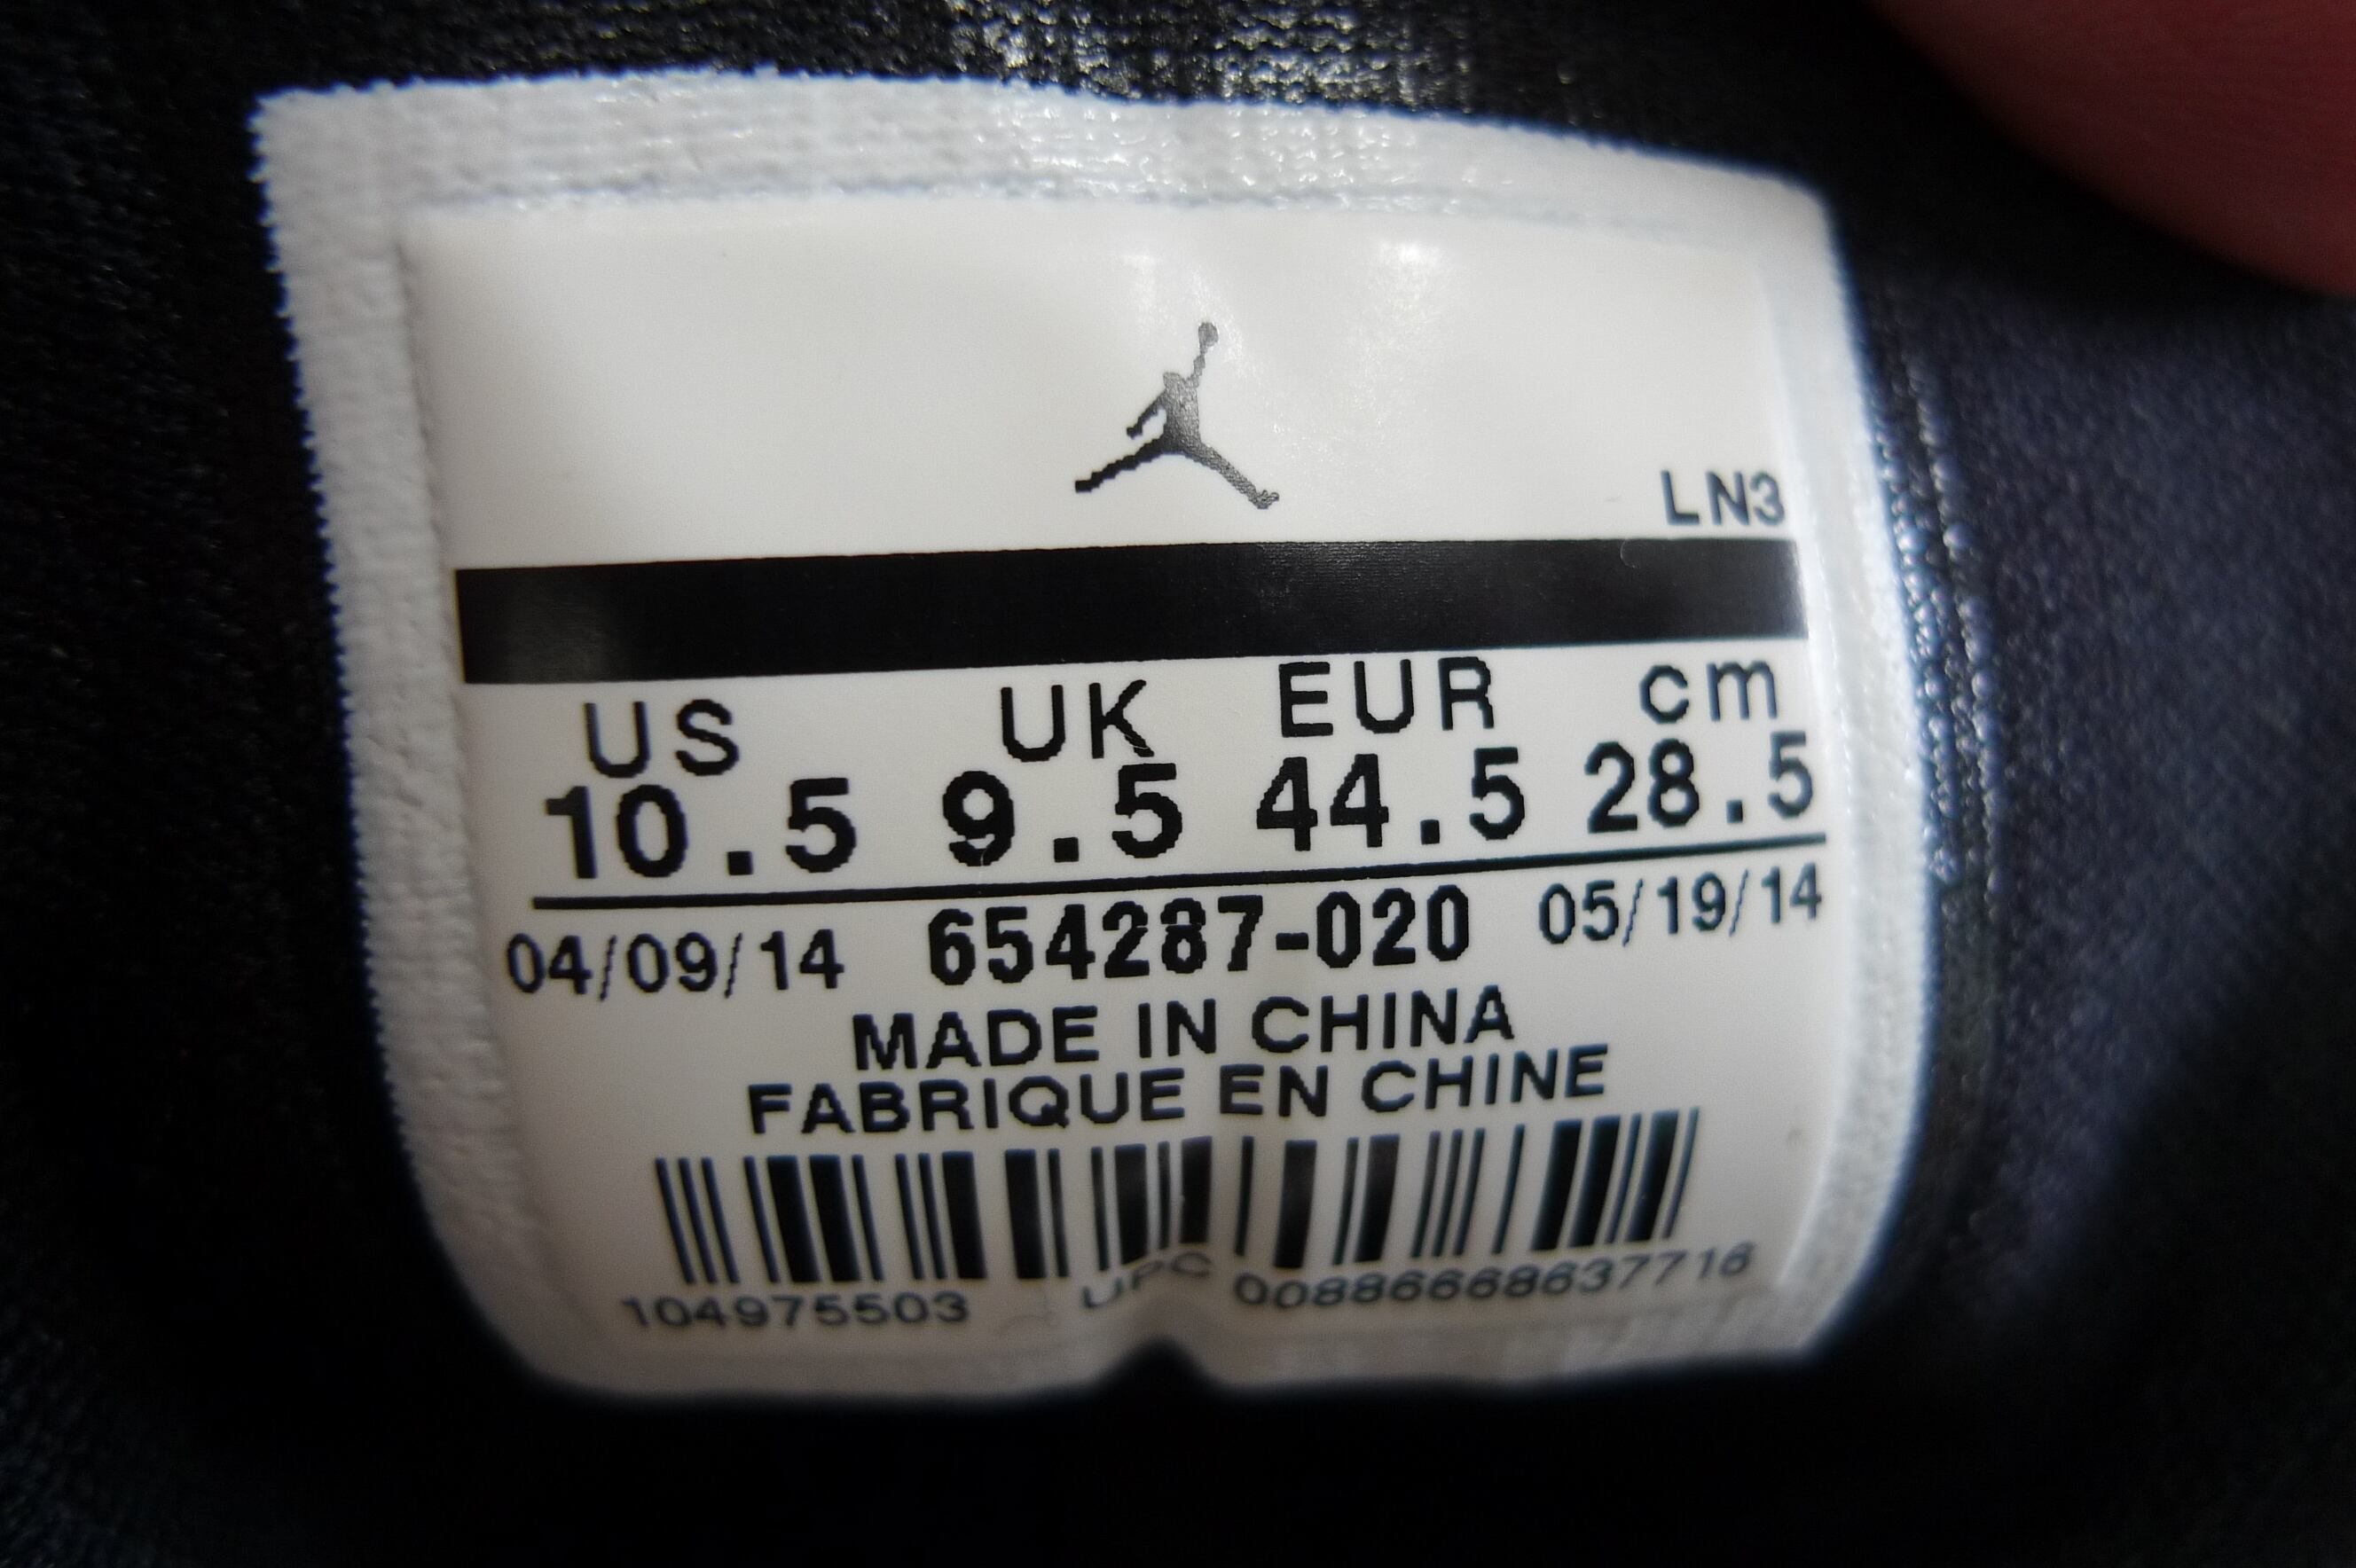 LN3
US UK EUR cm
10.5 9.5 44.5 28.5
04/09/14 654287-020 05/19/14
MADE IN CHINA
FABRIQUE EN CHINE
104975503 UPC 00886668637716